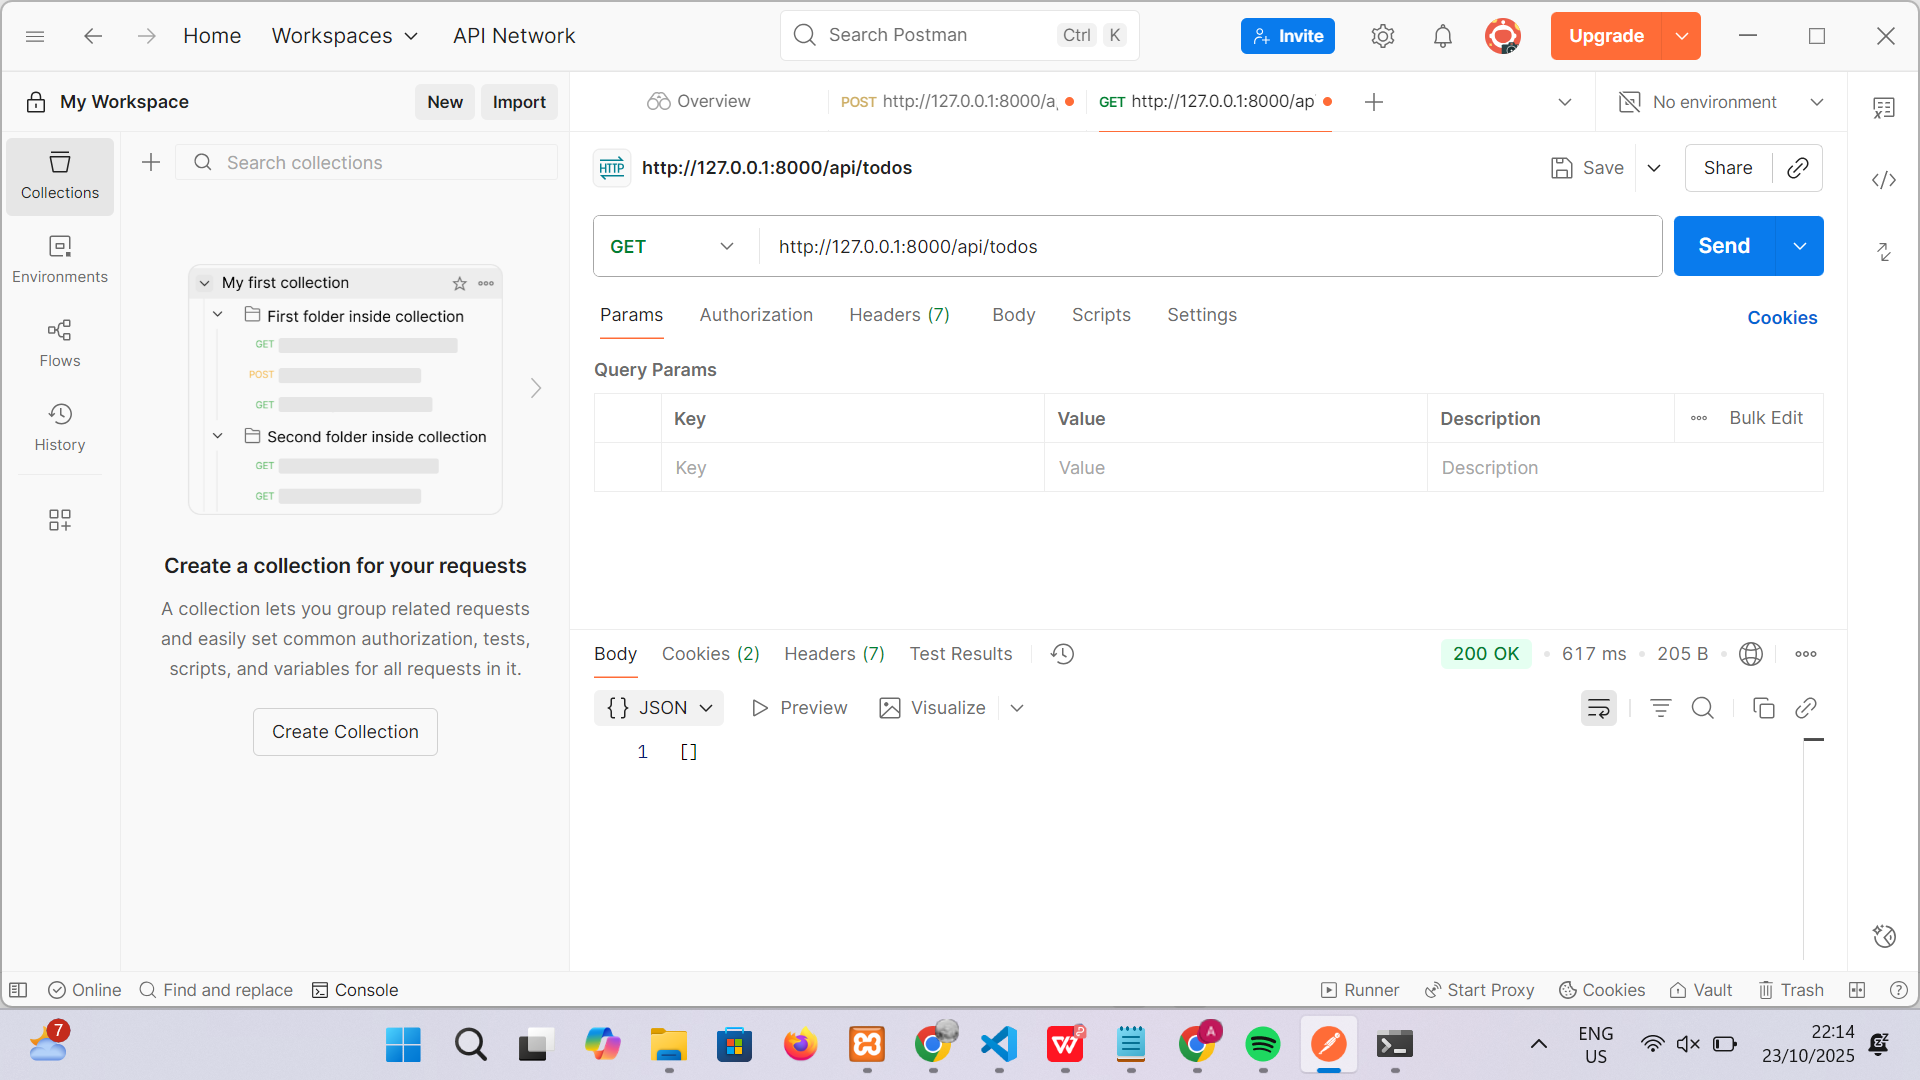 Home
Workspaces
API Network
Search Postman
Ctrl
K
Invite
Upgrade
My Workspace
New
Import
Overview
POST http://127.0.0.1:8000/a
GET http://127.0.0.1:8000/ap
No environment
Collections
Environments
Flows
History
Search collections
My first collection
First folder inside collection
GET
POST
GET
Second folder inside collection
GET
GET
Create a collection for your requests
A collection lets you group related requests
and easily set common authorization, tests,
scripts, and variables for all requests in it.
Create Collection
HTTP
http://127.0.0.1:8000/api/todos
Save
Share
GET
http://127.0.0.1:8000/api/todos
Send
Params
Authorization
Headers (7)
Body
Scripts
Settings
Cookies
Query Params
Key
Value
Description
Bulk Edit
Key
Value
Description
Body
Cookies (2)
Headers (7)
Test Results
200 OK
617 ms
205 B
{} JSON
Preview
Visualize
1
[]
Online
Find and replace
Console
Runner
Start Proxy
Cookies
Vault
Trash
7
A
ENG
US
22:14
23/10/2025